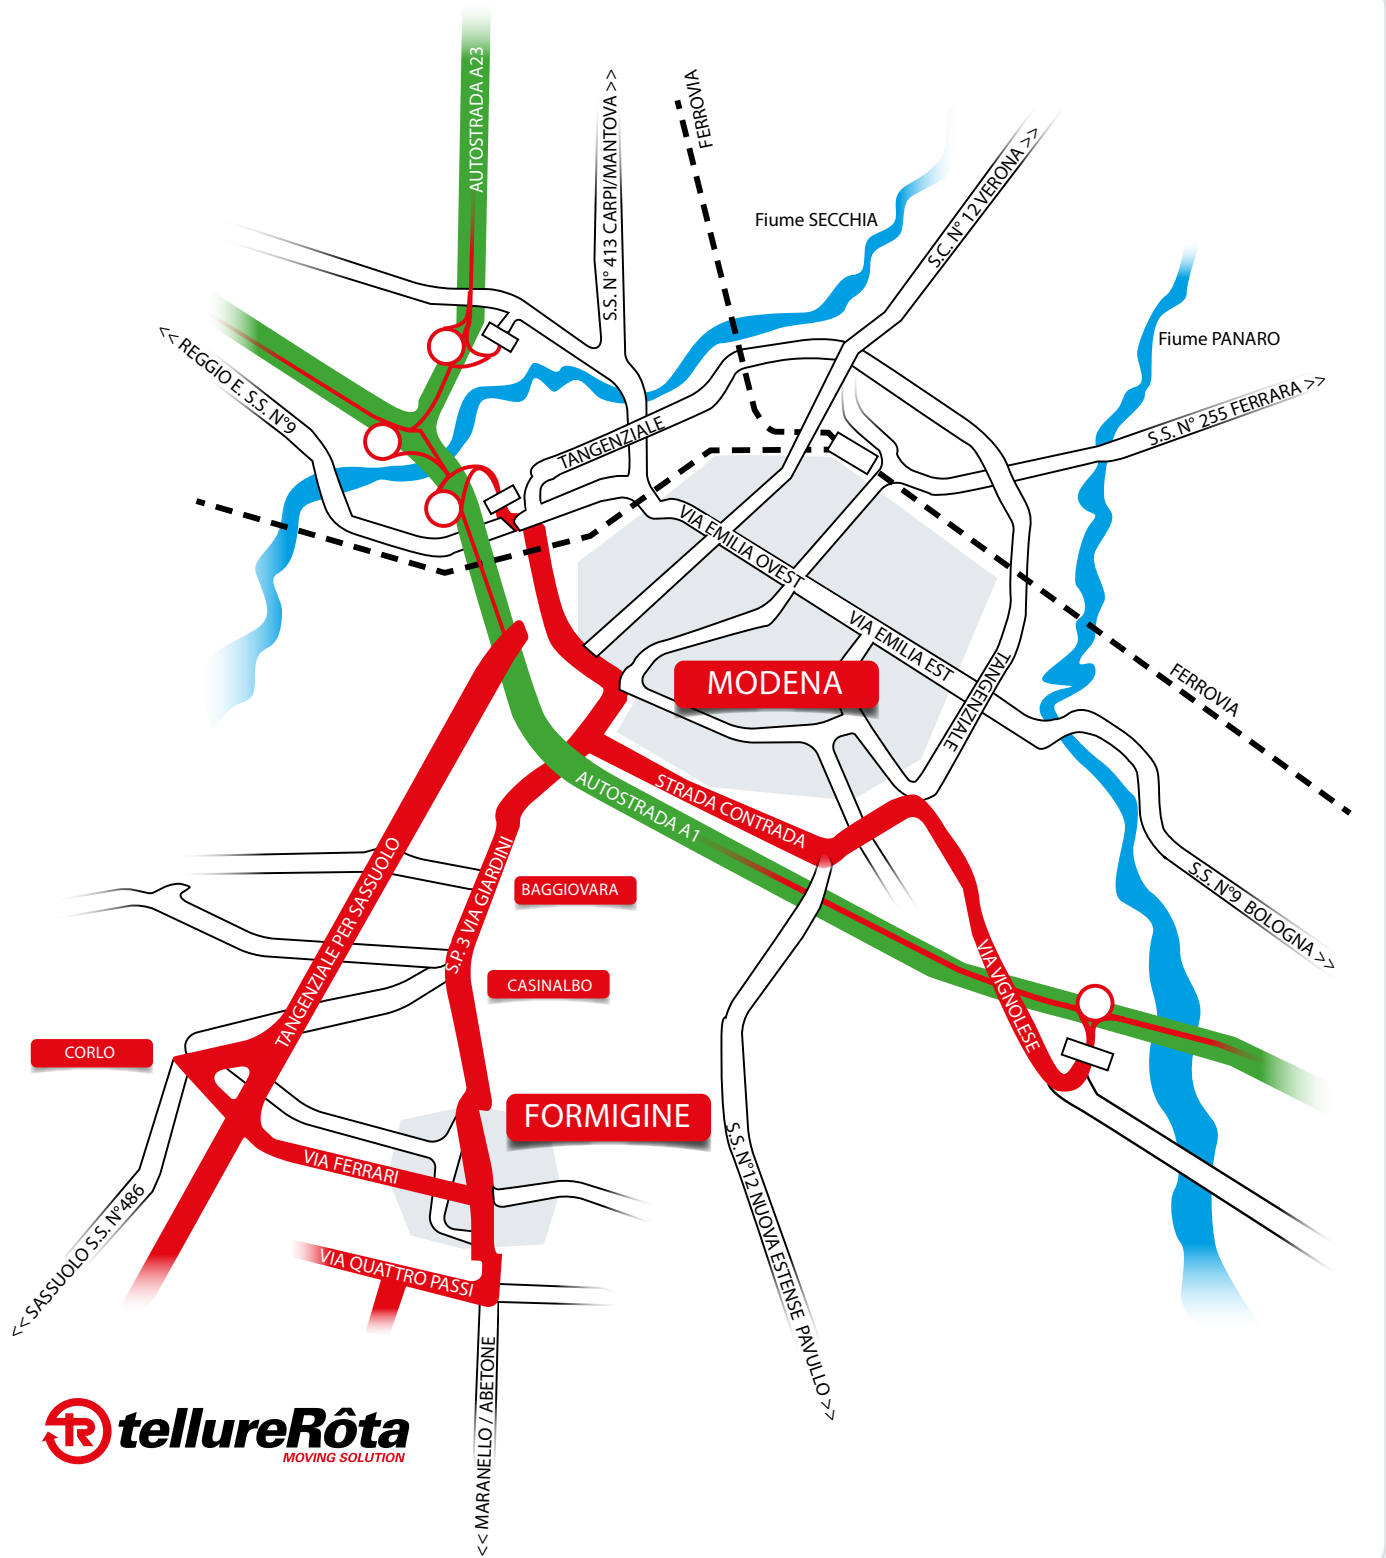 AUTOSTRADA A23
S.S. N° 413 CARPI/MANTOVA >>
FERROVIA
Fiume SECCHIA
S.C. N° 12 VERONA >>
Fiume PANARO
<< REGGIO E. S.S. N°9
S.S. N° 255 FERRARA >>
TANGENZIALE
VIA EMILIA OVEST
VIA EMILIA EST
MODENA
TANGENZIALE
FERROVIA
AUTOSTRADA A1
STRADA CONTRADA
TANGENZIALE PER SASSUOLO
S.P. 3 VIA GIARDINI
BAGGIOVARA
S.S. N°9 BOLOGNA >>
CASINALBO
VIA VIGNOLESE
CORLO
FORMIGINE
VIA FERRARI
<< SASSUOLO S.S. N°486
S.S. N°12 NUOVA ESTENSE PAVULLO >>
VIA QUATTRO PASSI
<< MARANELLO / ABETONE
TR
tellureRôta
MOVING SOLUTION